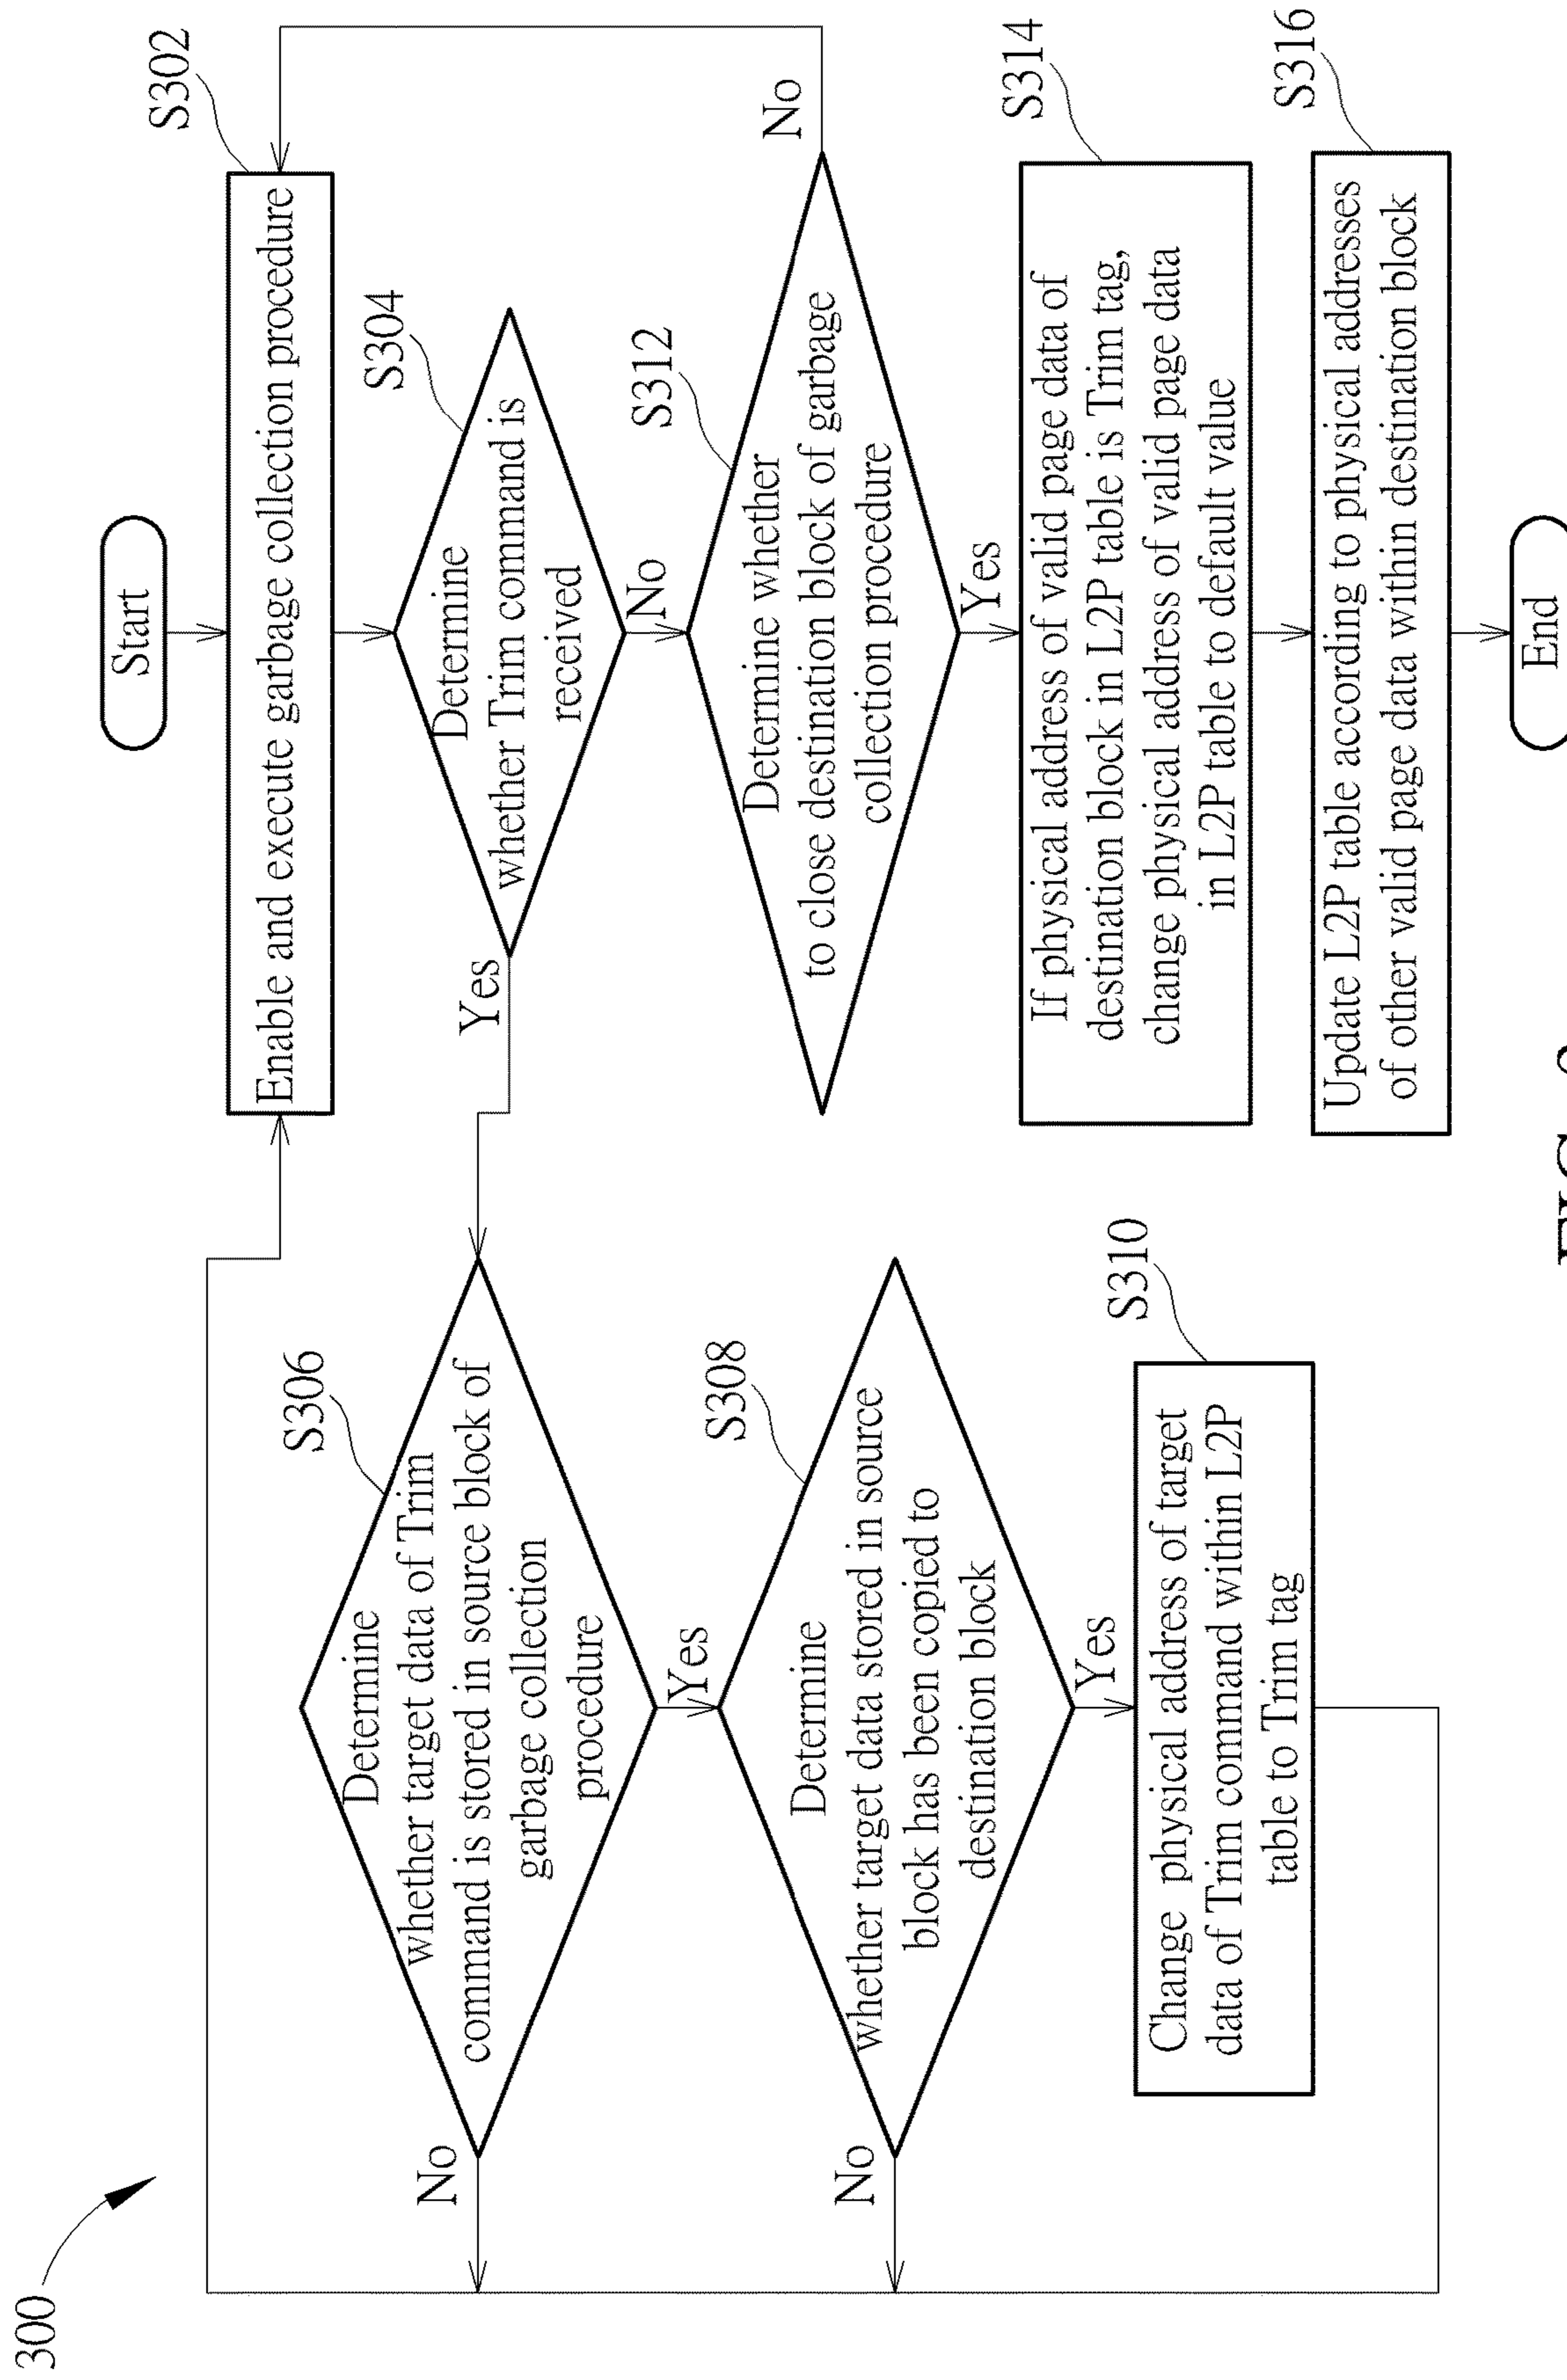 300
Start
S302
Enable and execute garbage collection procedure
S304
Determine
whether Trim command is
received
Yes
No
S306
Determine
whether target data of Trim
command is stored in source block of
garbage collection
procedure
No
Yes
S308
Determine
whether target data stored in source
block has been copied to
destination block
No
Yes
S310
Change physical address of target
data of Trim command within L2P
table to Trim tag
S312
Determine whether
to close destination block of garbage
collection procedure
No
Yes
S314
If physical address of valid page data of
destination block in L2P table is Trim tag,
change physical address of valid page data
in L2P table to default value
S316
Update L2P table according to physical addresses
of other valid page data within destination block
End